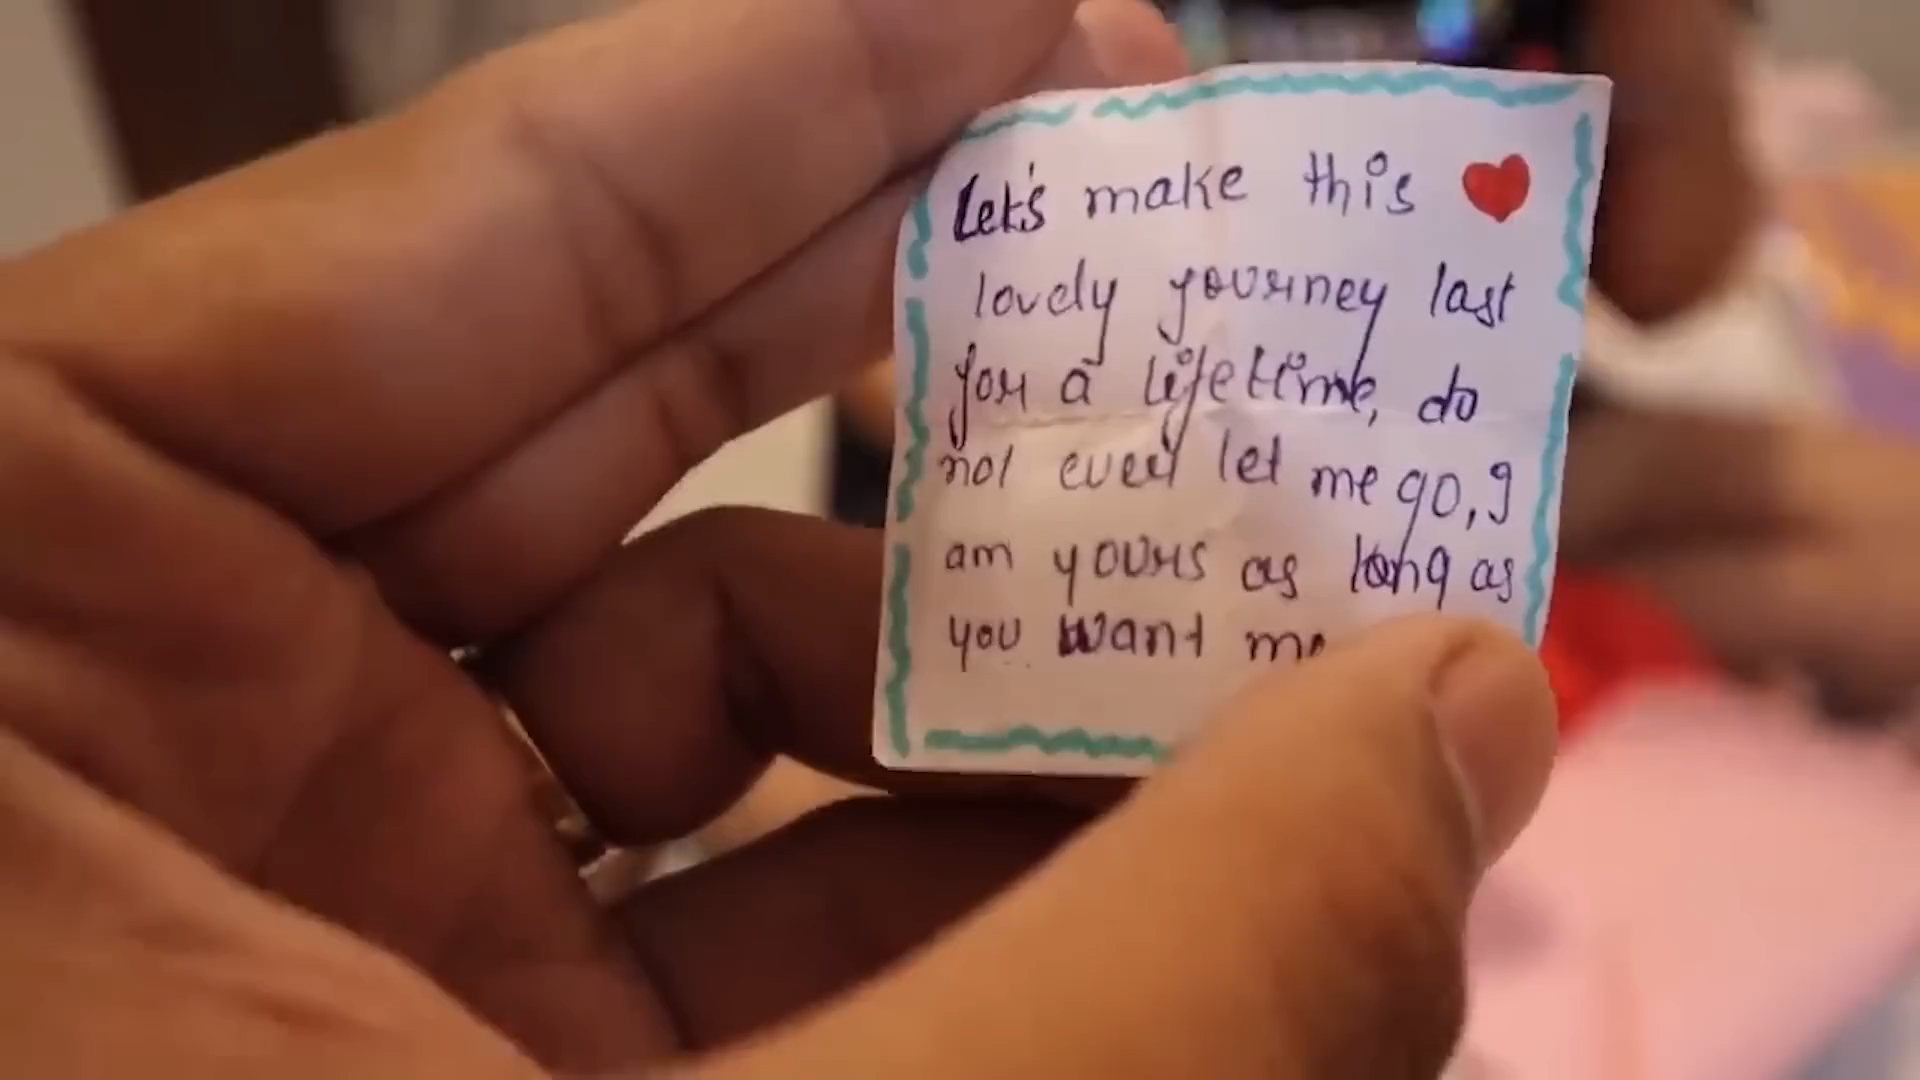 Let's make this
lovely journey last
for a lifetime, do
not ever let me go, I
am yours as long as
you want me